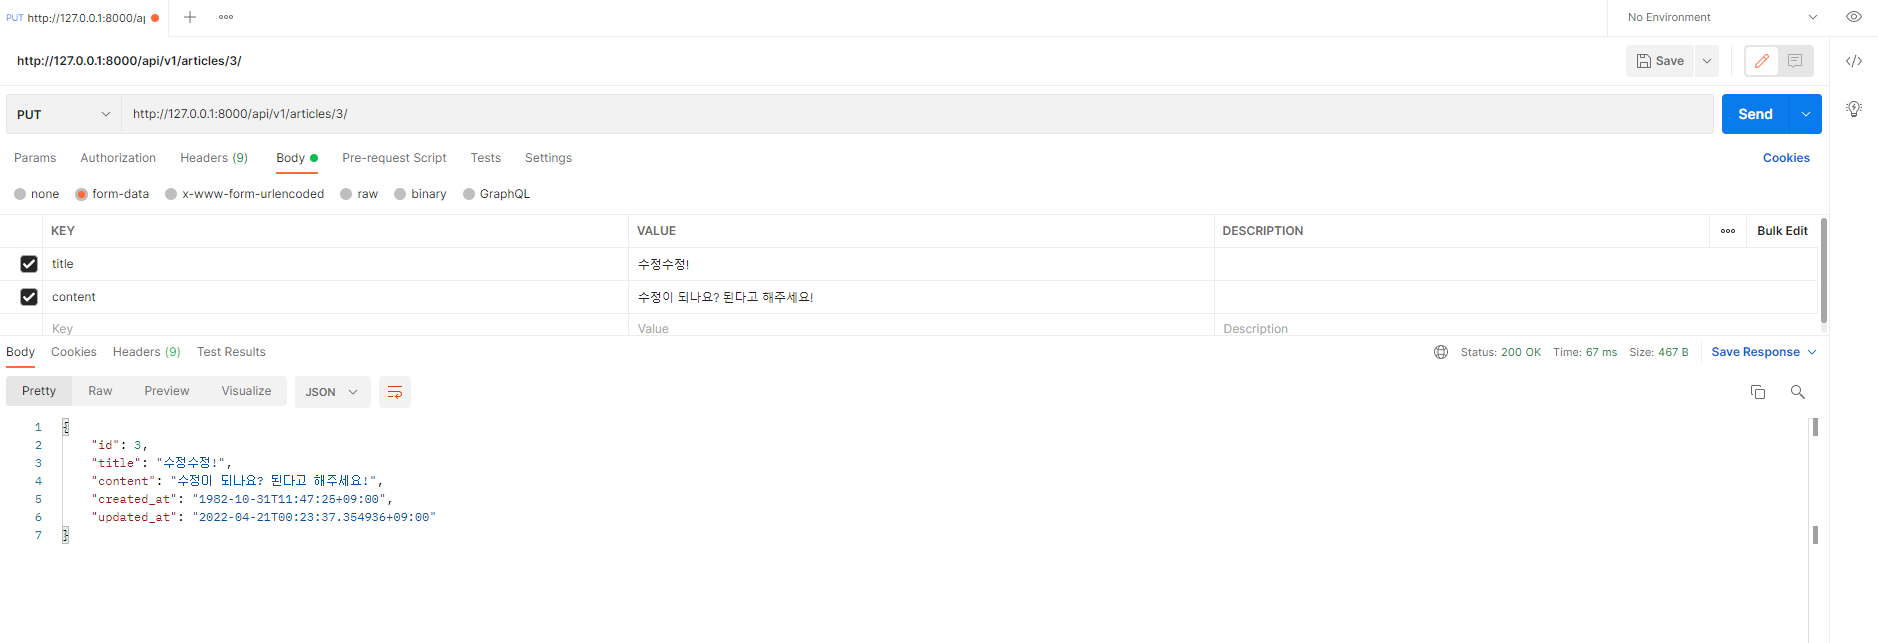 PUT http://127.0.0.1:8000/ap
No Environment
http://127.0.0.1:8000/api/v1/articles/3/
Save
PUT
http://127.0.0.1:8000/api/v1/articles/3/
Send
Params Authorization Headers (9) Body Pre-request Script Tests Settings Cookies
none form-data x-www-form-urlencoded raw binary GraphQL
KEY VALUE DESCRIPTION Bulk Edit
title 수정수정!
content 수정이 되나요? 된다고 해주세요!
Key Value Description
Body Cookies Headers (9) Test Results Status: 200 OK Time: 67 ms Size: 467 B Save Response
Pretty Raw Preview Visualize JSON
1 {
2 "id": 3,
3 "title": "수정수정!",
4 "content": "수정이 되나요? 된다고 해주세요!",
5 "created_at": "1982-10-31T11:47:25+09:00",
6 "updated_at": "2022-04-21T00:23:37.354936+09:00"
7 }